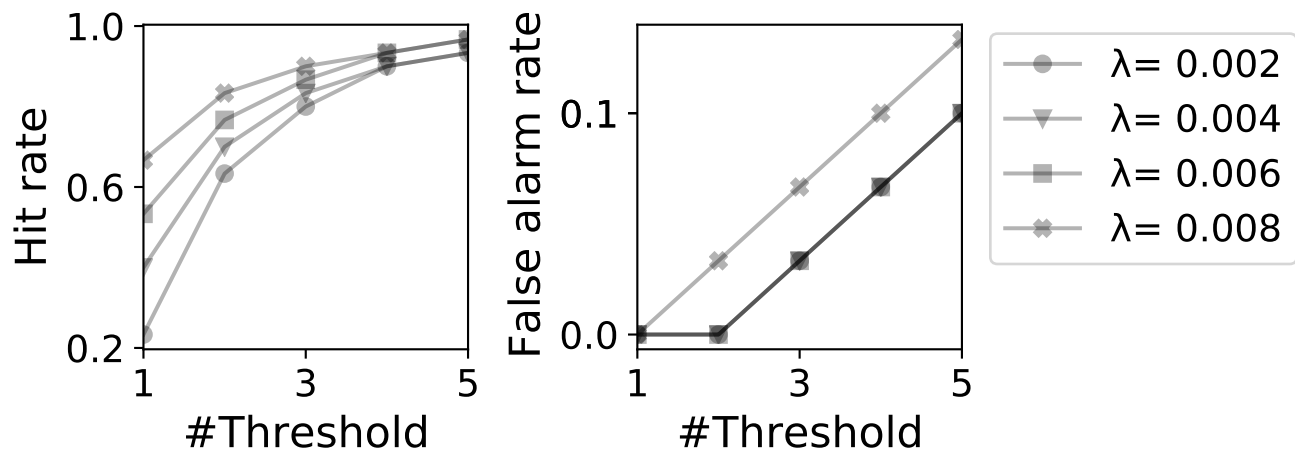 Hit rate
1.0
0.6
0.2
1 3 5
#Threshold
False alarm rate
0.1
0.0
1 3 5
#Threshold
λ= 0.002
λ= 0.004
λ= 0.006
λ= 0.008